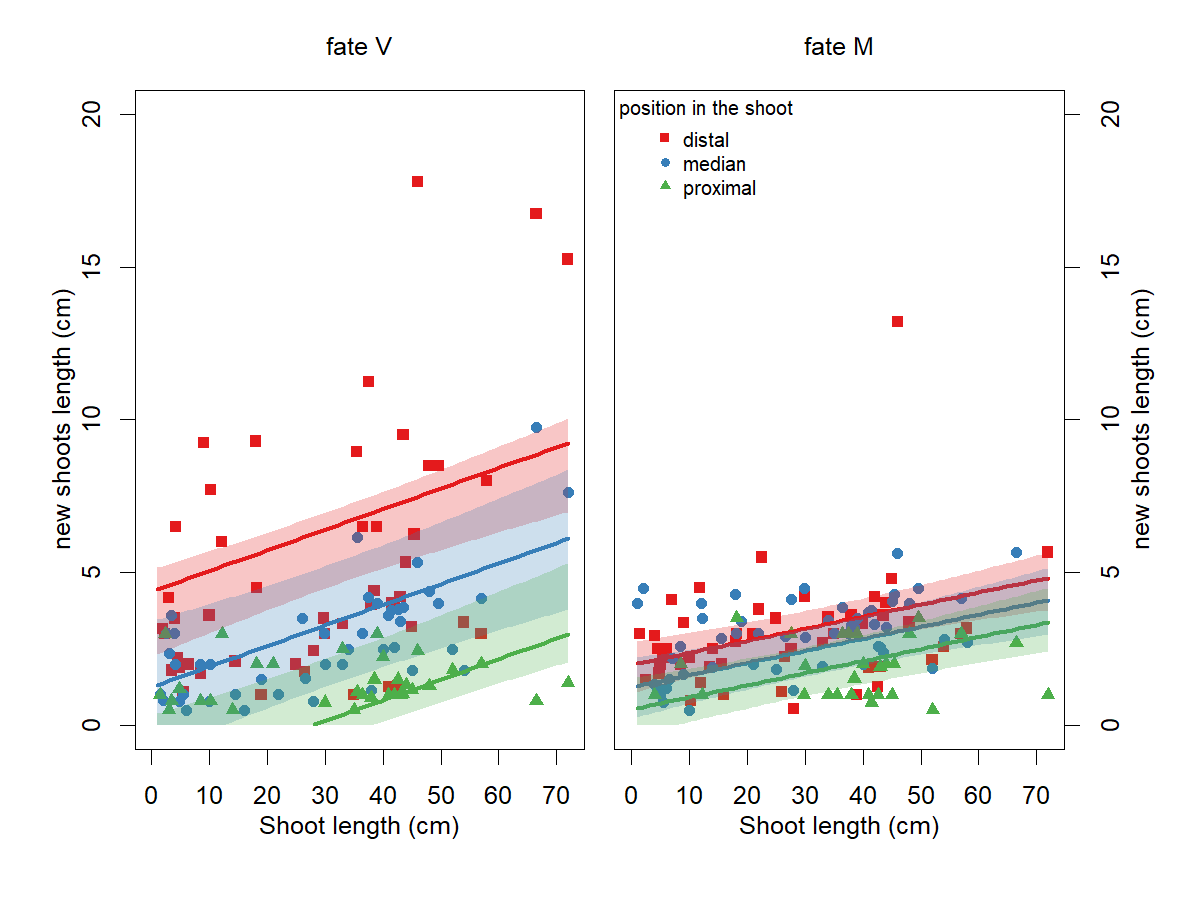 fate V
fate M
position in the shoot
distal
median
proximal
new shoots length (cm)
0
5
10
15
20
0 10 20 30 40 50 60 70
Shoot length (cm)
0 10 20 30 40 50 60 70
Shoot length (cm)
0
5
10
15
20
new shoots length (cm)